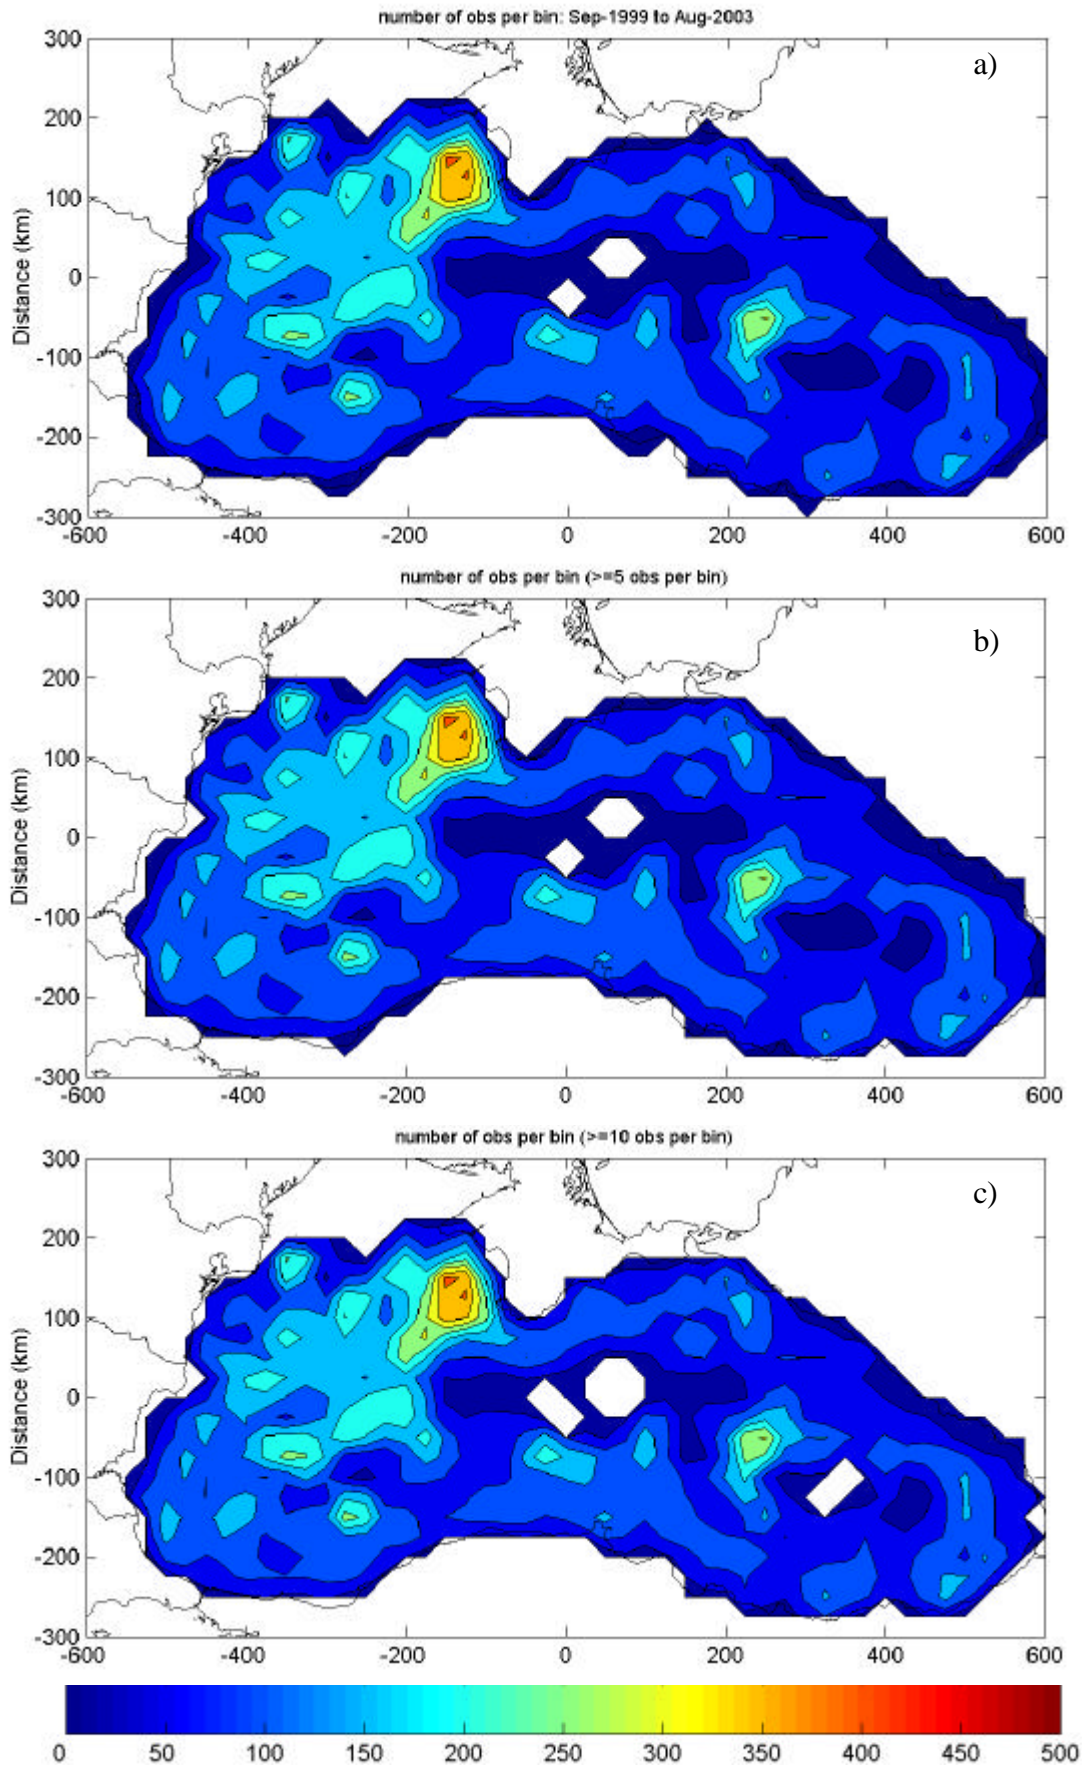 number of obs per bin: Sep-1999 to Aug-2003
a)
300
200
100
0
-100
-200
-300
Distance (km)
-600 -400 -200 0 200 400 600
number of obs per bin (>=5 obs per bin)
b)
300
200
100
0
-100
-200
-300
Distance (km)
-600 -400 -200 0 200 400 600
number of obs per bin (>=10 obs per bin)
c)
300
200
100
0
-100
-200
-300
Distance (km)
-600 -400 -200 0 200 400 600
0 50 100 150 200 250 300 350 400 450 500